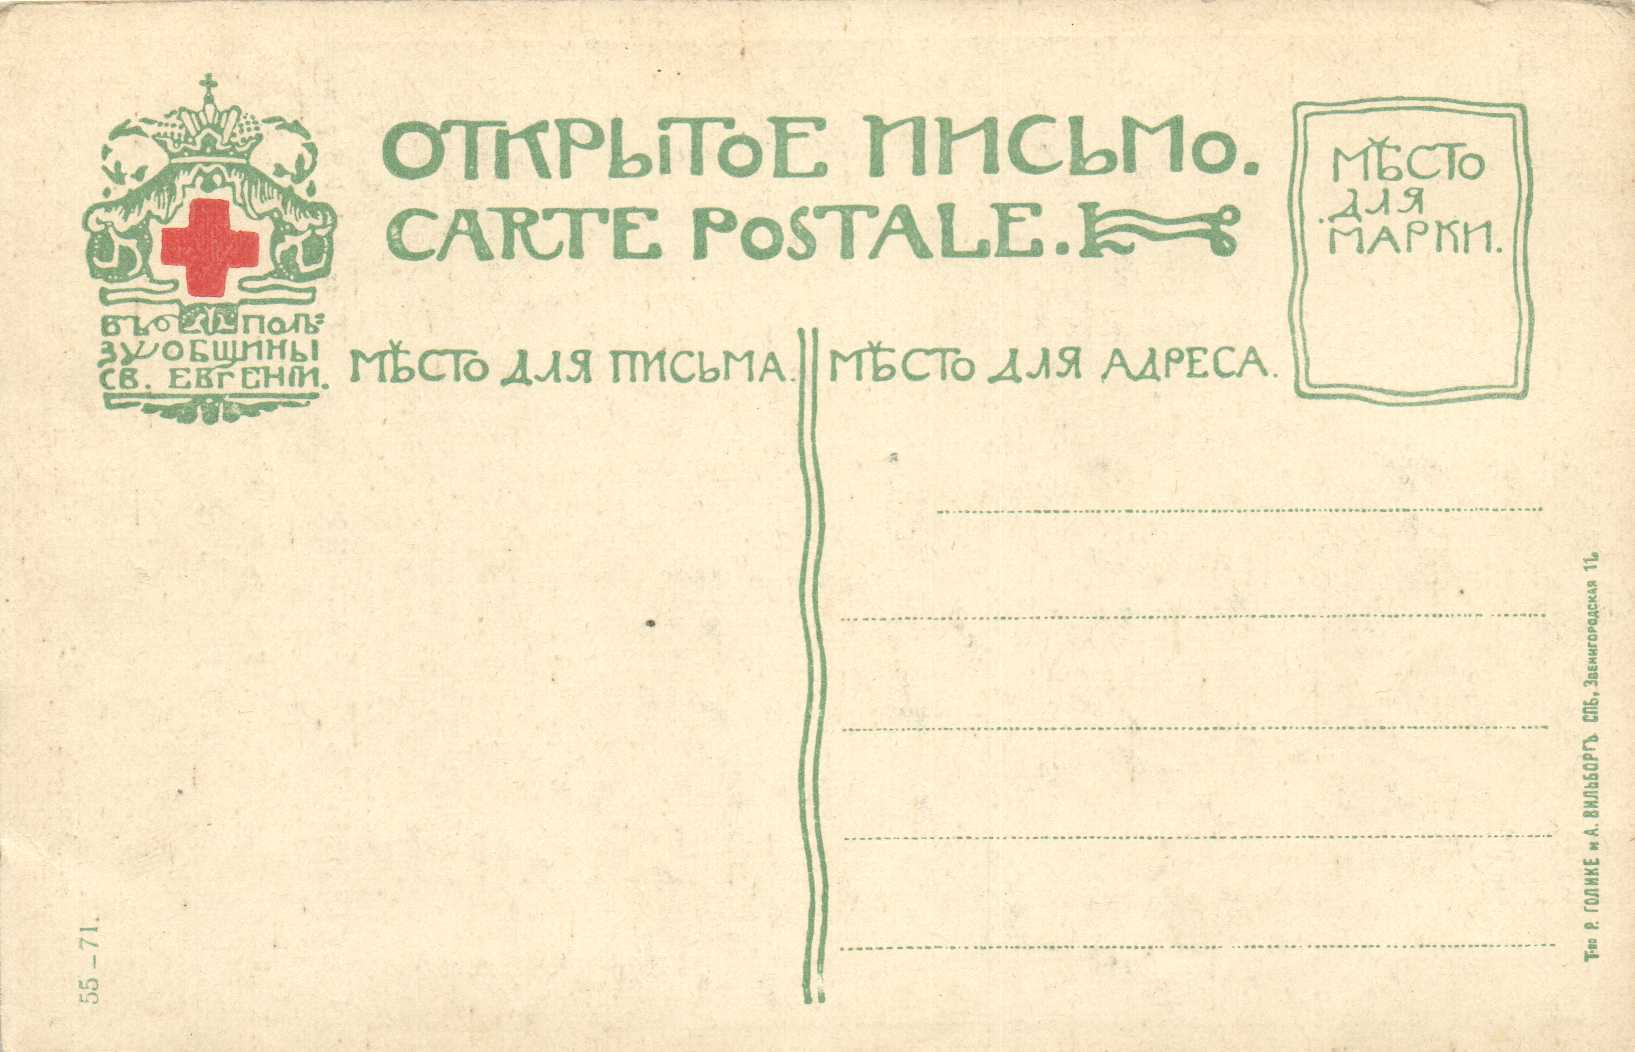 ОТКРЫТОЕ ПИСЬМО.
CARTE POSTALE.
МѢСТО
ДЛЯ
МАРКИ.
ВЪ ПОЛЬ-
ЗУ ОБЩИНЫ
СВ. ЕВГЕНІИ.
МѢСТО ДЛЯ ПИСЬМА.
МѢСТО ДЛЯ АДРЕСА.
55 – 71.
Т-во Р. ГОЛИКЕ и А. ВИЛЬБОРГЪ СПБ, Звенигородская 11.